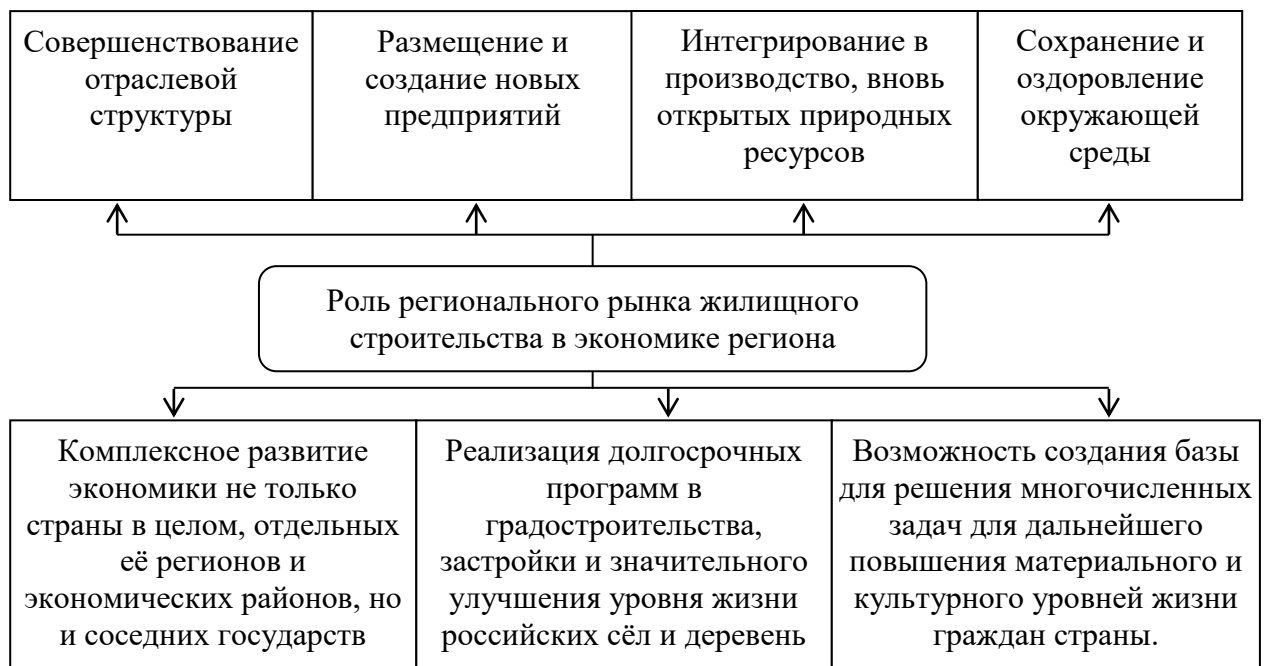 Совершенствование
отраслевой
структуры
Размещение и
создание новых
предприятий
Интегрирование в
производство, вновь
открытых природных
ресурсов
Сохранение и
оздоровление
окружающей
среды
Роль регионального рынка жилищного
строительства в экономике региона
Комплексное развитие
экономики не только
страны в целом, отдельных
её регионов и
экономических районов, но
и соседних государств
Реализация долгосрочных
программ в
градостроительства,
застройки и значительного
улучшения уровня жизни
российских сёл и деревень
Возможность создания базы
для решения многочисленных
задач для дальнейшего
повышения материального и
культурного уровней жизни
граждан страны.